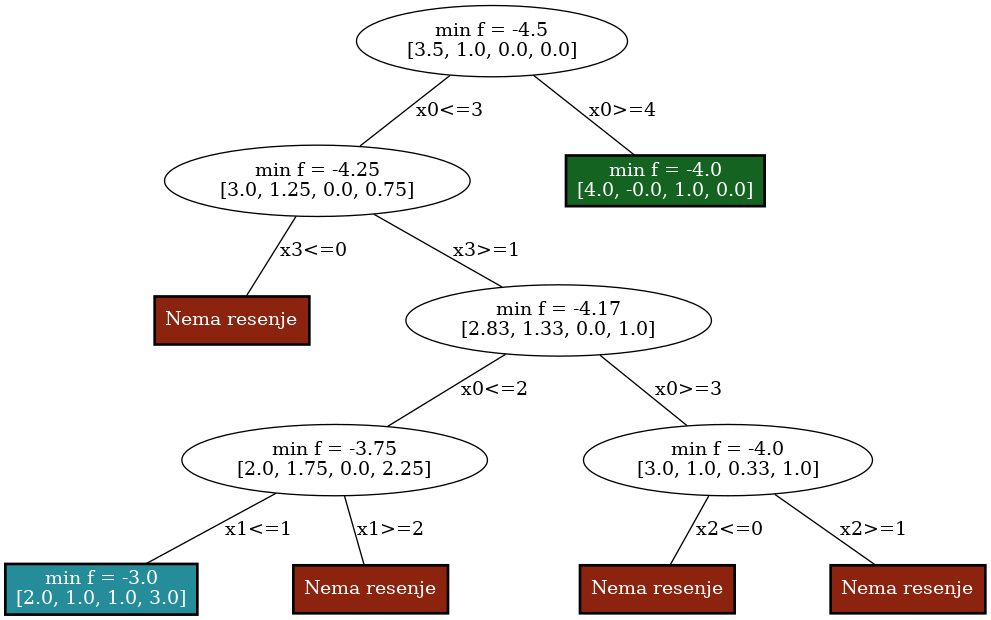 min f = -4.5
[3.5, 1.0, 0.0, 0.0]
x0<=3
x0>=4
min f = -4.25
[3.0, 1.25, 0.0, 0.75]
min f = -4.0
[4.0, -0.0, 1.0, 0.0]
x3<=0
x3>=1
Nema resenje
min f = -4.17
[2.83, 1.33, 0.0, 1.0]
x0<=2
x0>=3
min f = -3.75
[2.0, 1.75, 0.0, 2.25]
min f = -4.0
[3.0, 1.0, 0.33, 1.0]
x1<=1
x1>=2
x2<=0
x2>=1
min f = -3.0
[2.0, 1.0, 1.0, 3.0]
Nema resenje
Nema resenje
Nema resenje